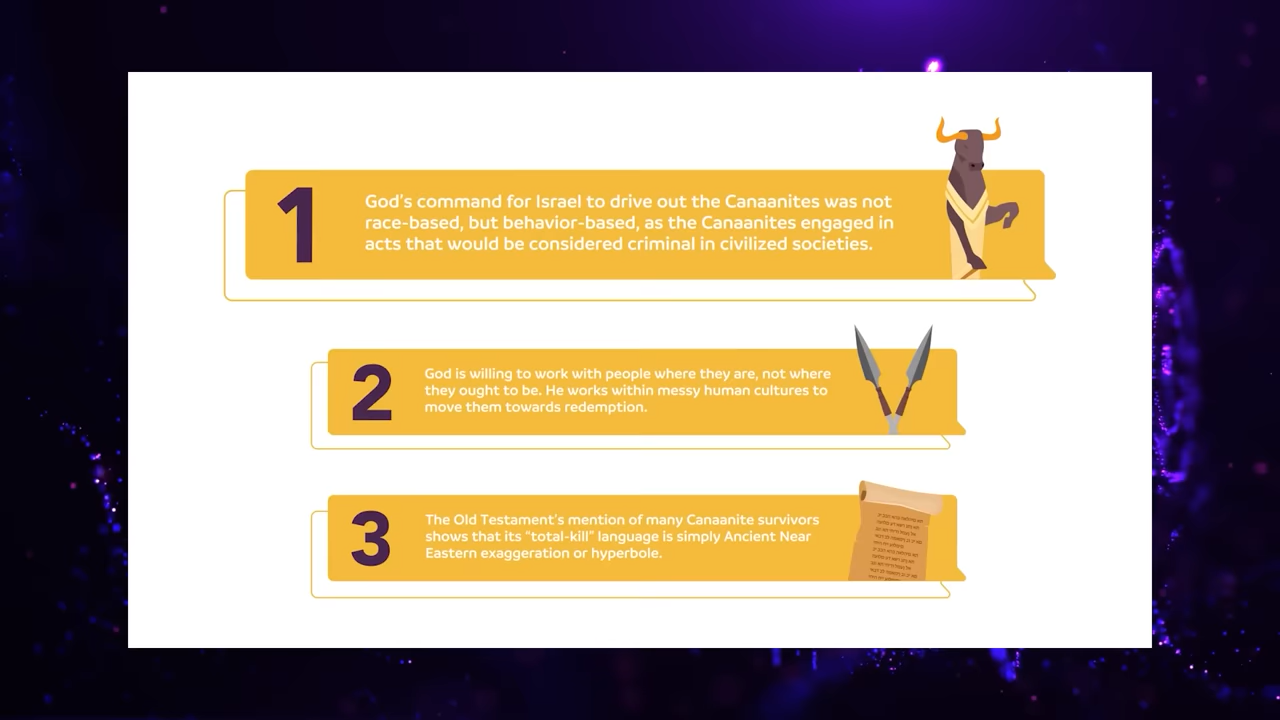 1
God's command for Israel to drive out the Canaanites was not
race-based, but behavior-based, as the Canaanites engaged in
acts that would be considered criminal in civilized societies.
2
God is willing to work with people where they are, not where
they ought to be. He works within messy human cultures to
move them towards redemption.
3
The Old Testament's mention of many Canaanite survivors
shows that its "total-kill" language is simply Ancient Near
Eastern exaggeration or hyperbole.